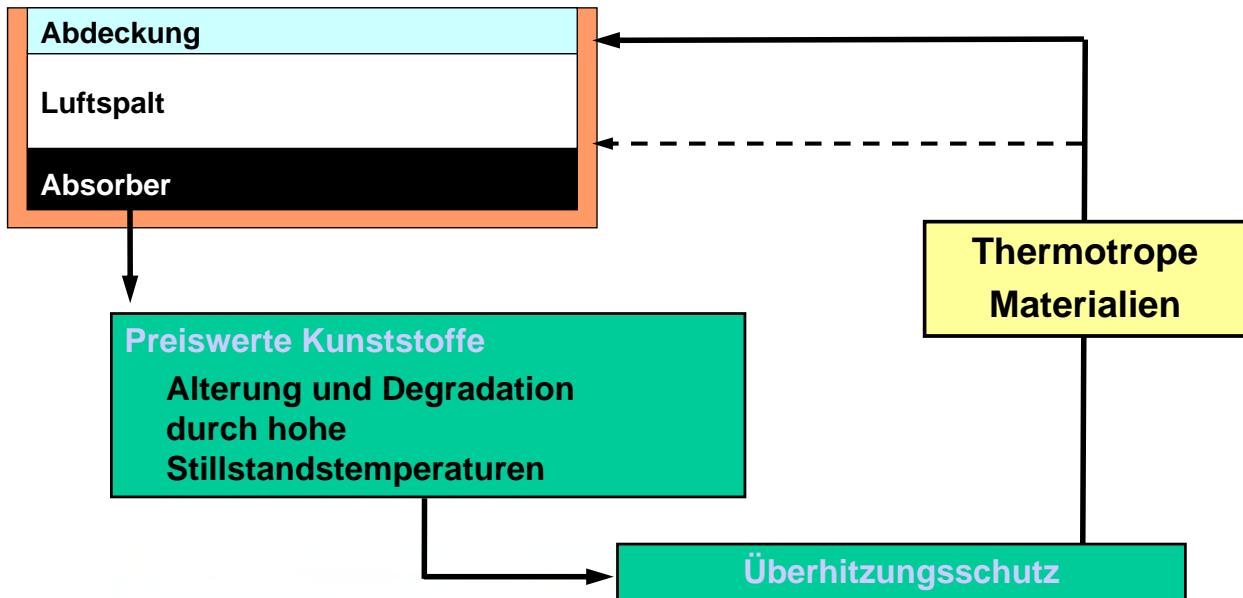 Abdeckung
Luftspalt
Absorber
Thermotrope
Materialien
Preiswerte Kunststoffe
Alterung und Degradation
durch hohe
Stillstandstemperaturen
Überhitzungsschutz